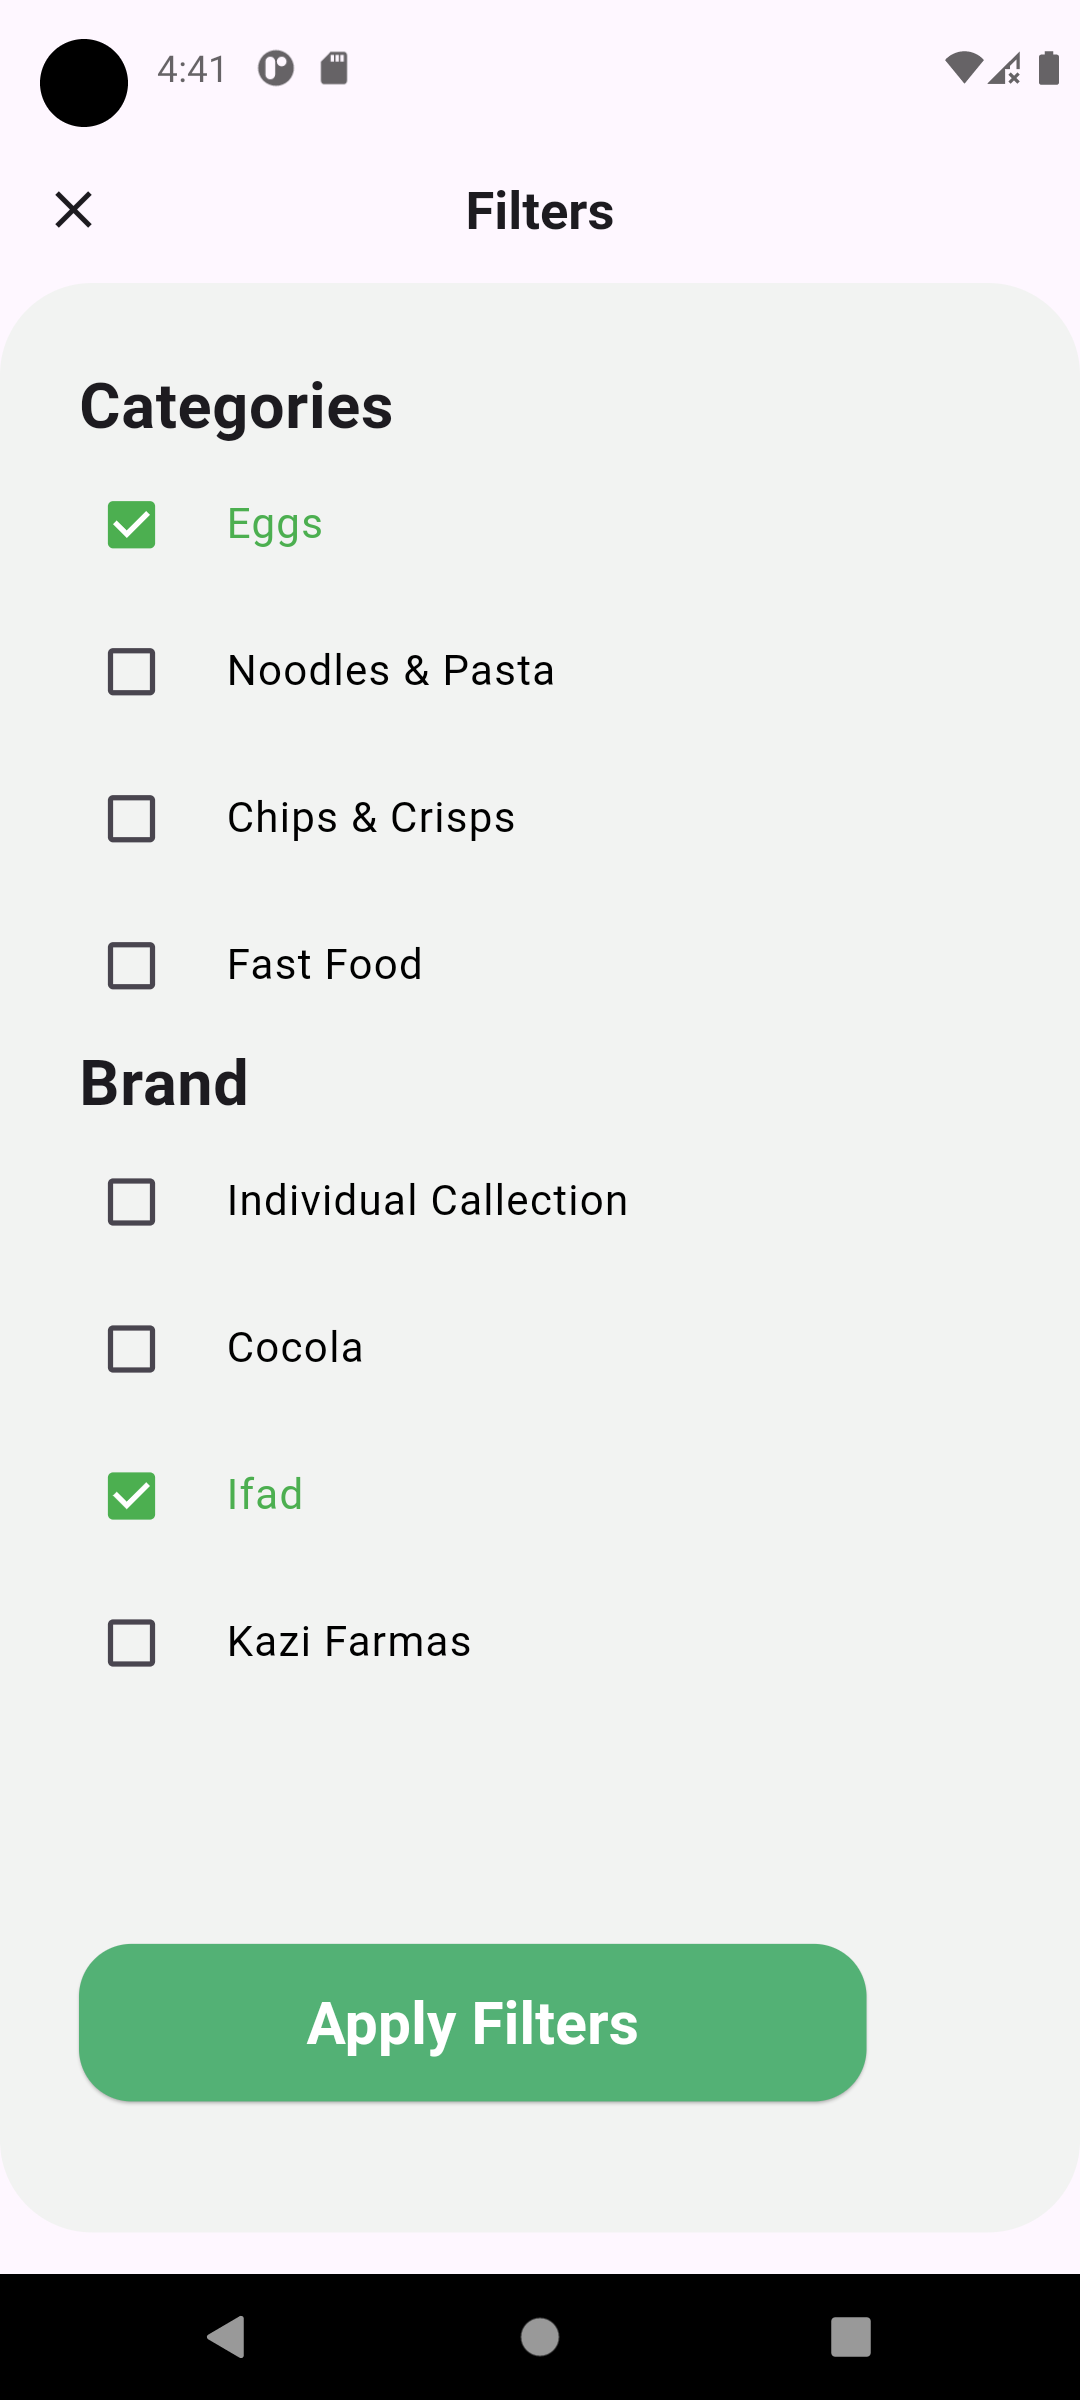 4:41
Filters
Categories
Eggs
Noodles & Pasta
Chips & Crisps
Fast Food
Brand
Individual Callection
Cocola
Ifad
Kazi Farmas
Apply Filters